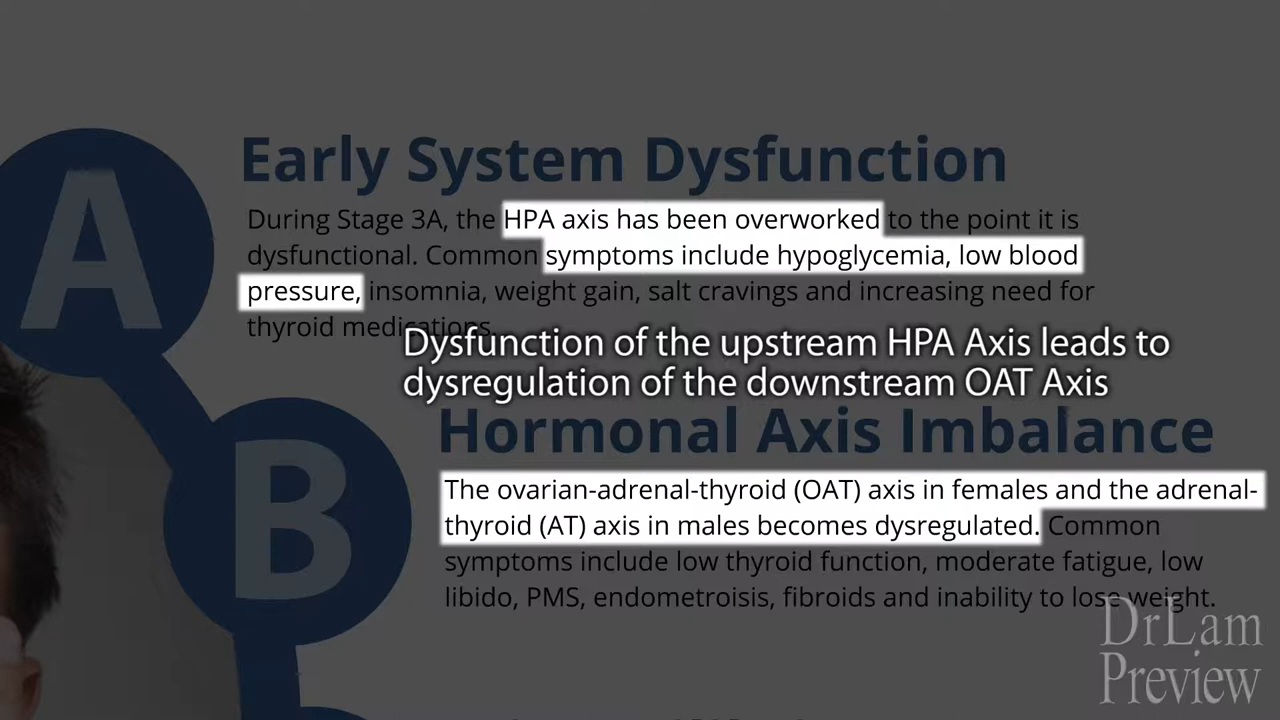 A
Early System Dysfunction
During Stage 3A, the HPA axis has been overworked to the point it is
dysfunctional. Common symptoms include hypoglycemia, low blood
pressure, insomnia, weight gain, salt cravings and increasing need for
thyroid medications.
Dysfunction of the upstream HPA Axis leads to
dysregulation of the downstream OAT Axis
B
Hormonal Axis Imbalance
The ovarian-adrenal-thyroid (OAT) axis in females and the adrenal-
thyroid (AT) axis in males becomes dysregulated. Common
symptoms include low thyroid function, moderate fatigue, low
libido, PMS, endometroisis, fibroids and inability to lose weight.
DrLam
Preview